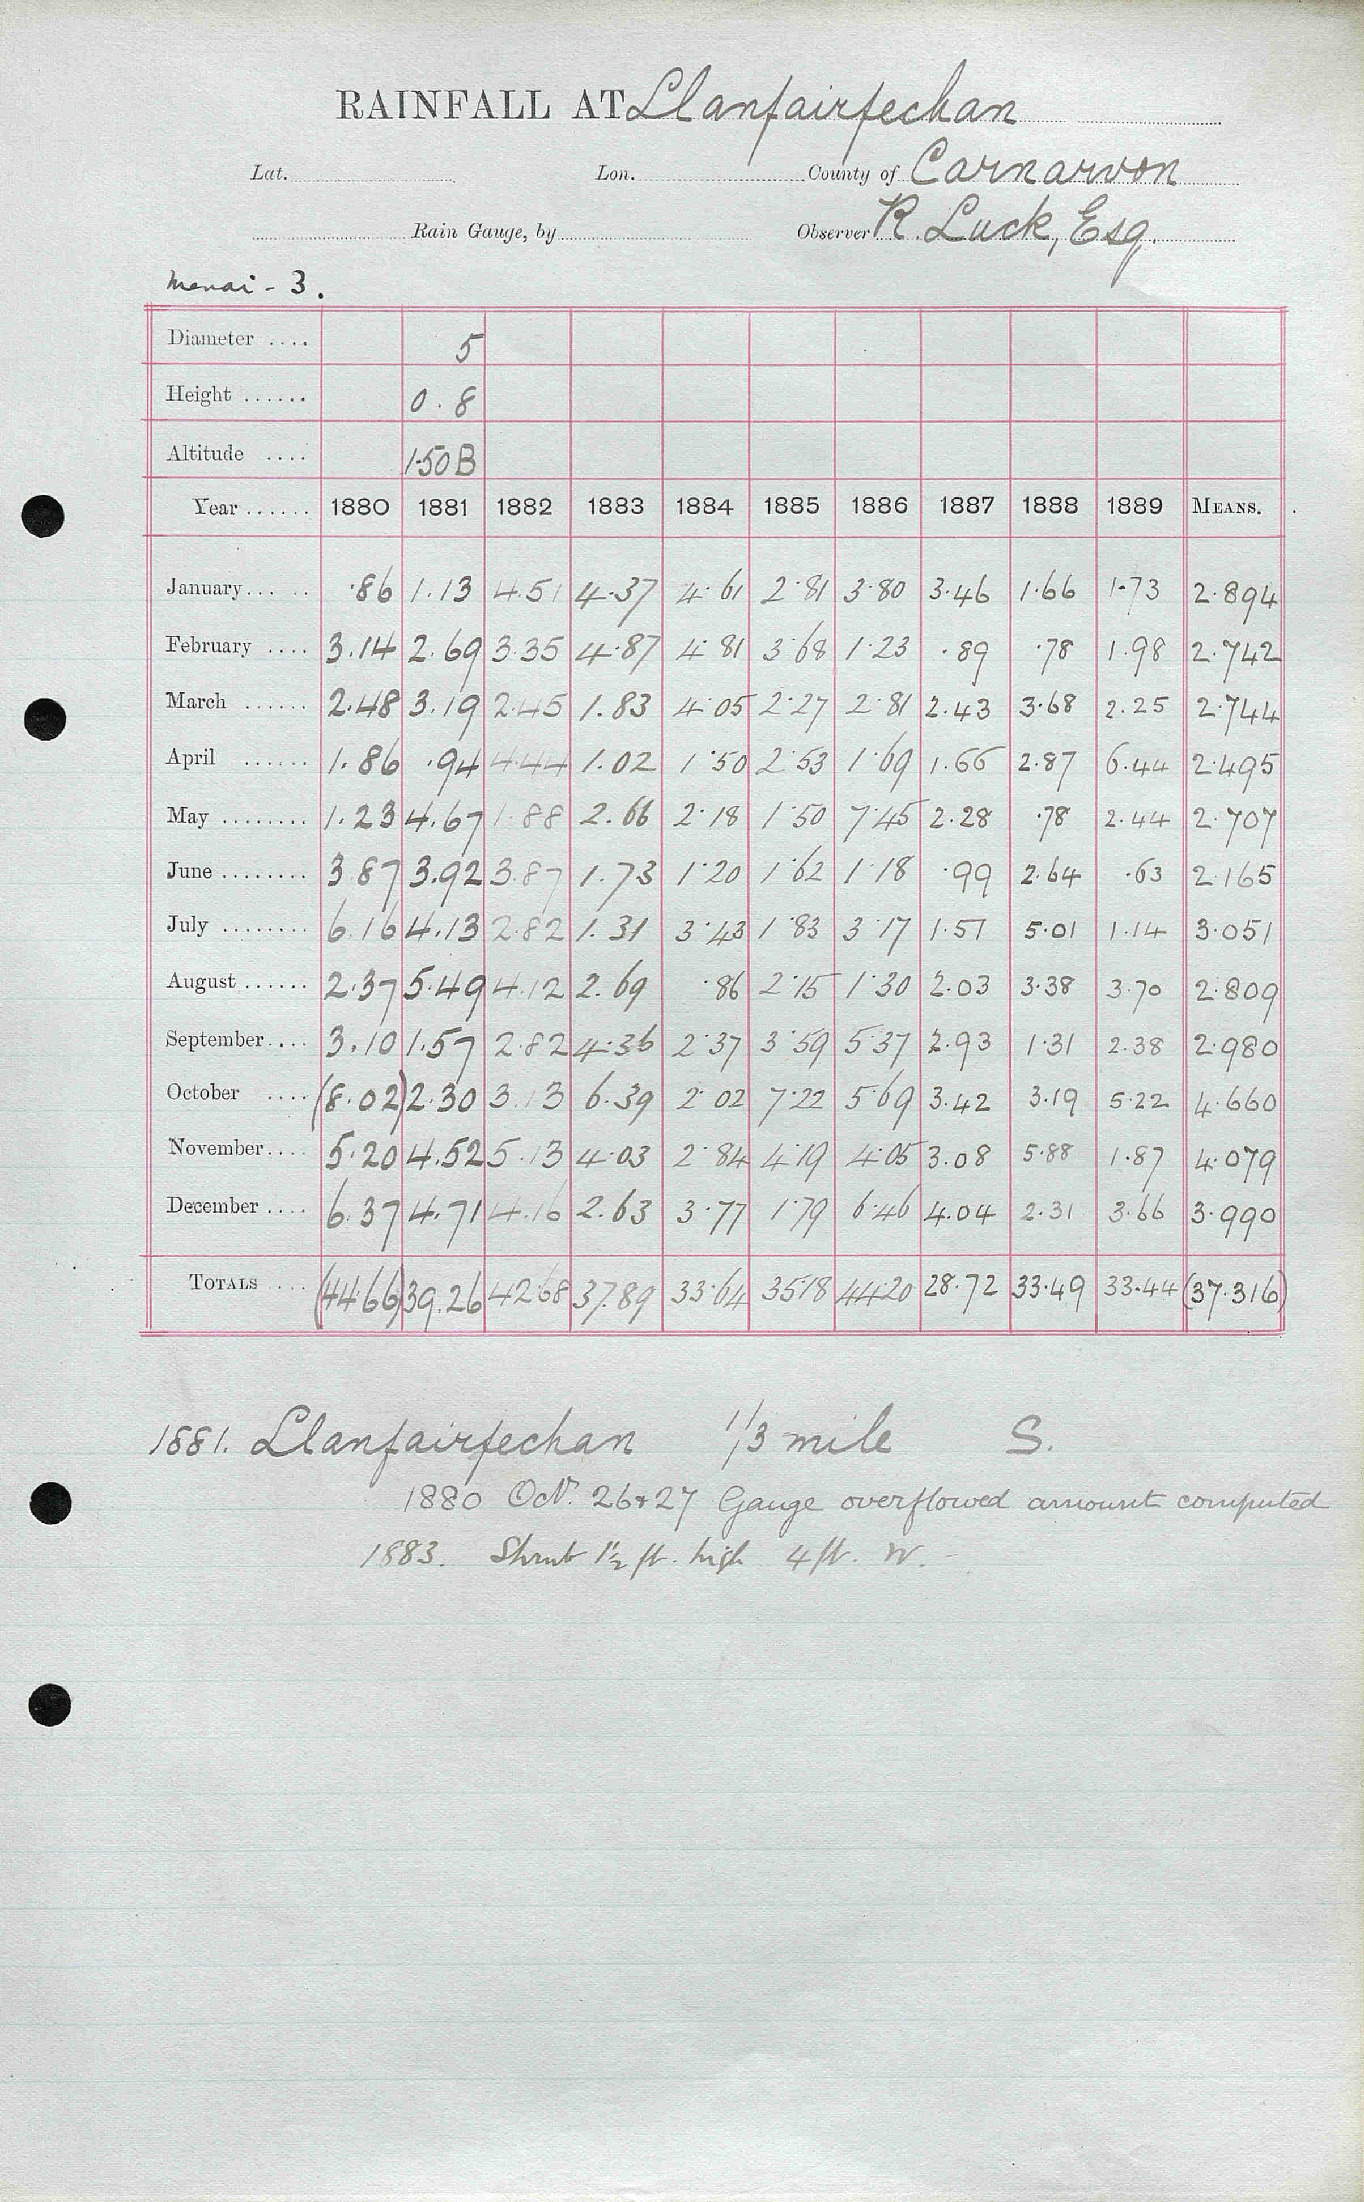 RAINFALL AT Llanfairfechan
Lat. Lon. County of Carnarvon
Rain Gauge, by Observer R. Luck, Esq.
Menai - 3.
Diameter .... 5
Height ...... 0.8
Altitude .... 150 B
Year ...... 1880 1881 1882 1883 1884 1885 1886 1887 1888 1889 MEANS.
January...... .86 1.13 4.51 4.37 4.61 2.81 3.80 3.46 1.66 1.73 2.894
February .... 3.14 2.69 3.35 4.87 4.81 3.68 1.23 .89 .78 1.98 2.742
March ...... 2.48 3.19 2.45 1.83 4.05 2.27 2.81 2.43 3.68 2.25 2.744
April ...... 1.86 .94 4.44 1.02 1.50 2.53 1.69 1.66 2.87 6.44 2.495
May ........ 1.23 4.67 1.88 2.66 2.18 1.50 7.45 2.28 .78 2.44 2.707
June ........ 3.87 3.92 3.87 1.73 1.20 1.62 1.18 .99 2.64 .63 2.165
July ........ 6.16 4.13 2.82 1.31 3.43 1.83 3.17 1.51 5.01 1.14 3.051
August ...... 2.37 5.49 4.12 2.69 .86 2.15 1.30 2.03 3.38 3.70 2.809
September.... 3.10 1.57 2.82 4.36 2.37 3.59 5.37 2.93 1.31 2.38 2.980
October .... (8.02) 2.30 3.13 6.39 2.02 7.22 5.69 3.42 3.19 5.22 4.660
November.... 5.20 4.52 5.13 4.03 2.84 4.19 4.05 3.08 5.88 1.87 4.079
December .... 6.37 4.71 4.16 2.63 3.77 1.79 6.46 4.04 2.31 3.66 3.990
TOTALS .... (44.66) 39.26 42.68 37.89 33.64 35.18 44.20 28.72 33.49 33.44 (37.316)
1881. Llanfairfechan 1/3 mile S.
1880 Oct. 26 & 27 Gauge overflowed amount computed
1883. Shrub 1½ ft. high 4 ft. W. -